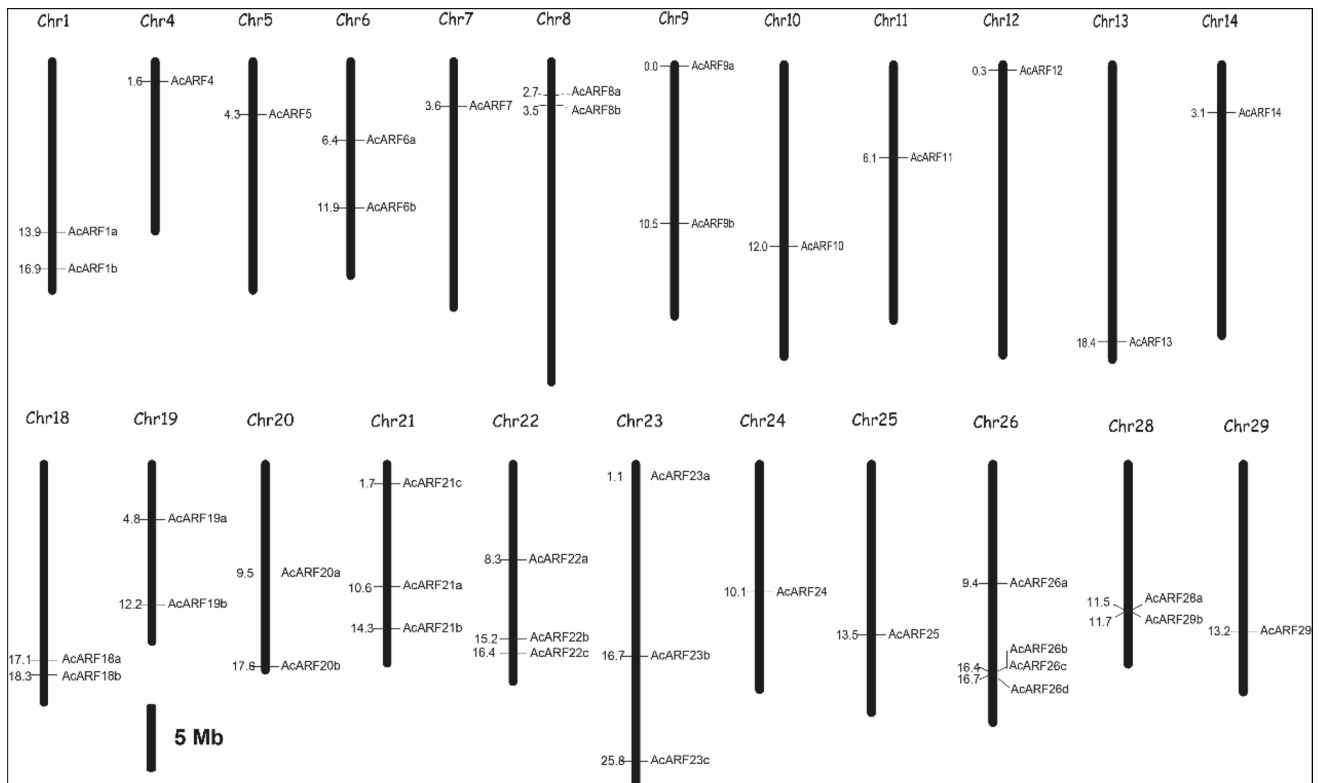 Chr1 Chr4 Chr5 Chr6 Chr7 Chr8 Chr9 Chr10 Chr11 Chr12 Chr13 Chr14
13.9 AcARF1a
16.9 AcARF1b
1.6 AcARF4
4.3 AcARF5
6.4 AcARF6a
11.9 AcARF6b
3.6 AcARF7
2.7 AcARF8a
3.5 AcARF8b
0.0 AcARF9a
10.5 AcARF9b
12.0 AcARF10
6.1 AcARF11
0.3 AcARF12
18.4 AcARF13
3.1 AcARF14
Chr18 Chr19 Chr20 Chr21 Chr22 Chr23 Chr24 Chr25 Chr26 Chr28 Chr29
17.1 AcARF18a
18.3 AcARF18b
4.8 AcARF19a
12.2 AcARF19b
9.5 AcARF20a
17.6 AcARF20b
1.7 AcARF21c
10.6 AcARF21a
14.3 AcARF21b
8.3 AcARF22a
15.2 AcARF22b
16.4 AcARF22c
1.1 AcARF23a
16.7 AcARF23b
25.8 AcARF23c
10.1 AcARF24
13.5 AcARF25
9.4 AcARF26a
AcARF26b
16.4 AcARF26c
16.7 AcARF26d
11.5 AcARF28a
11.7 AcARF29b
13.2 AcARF29
5 Mb